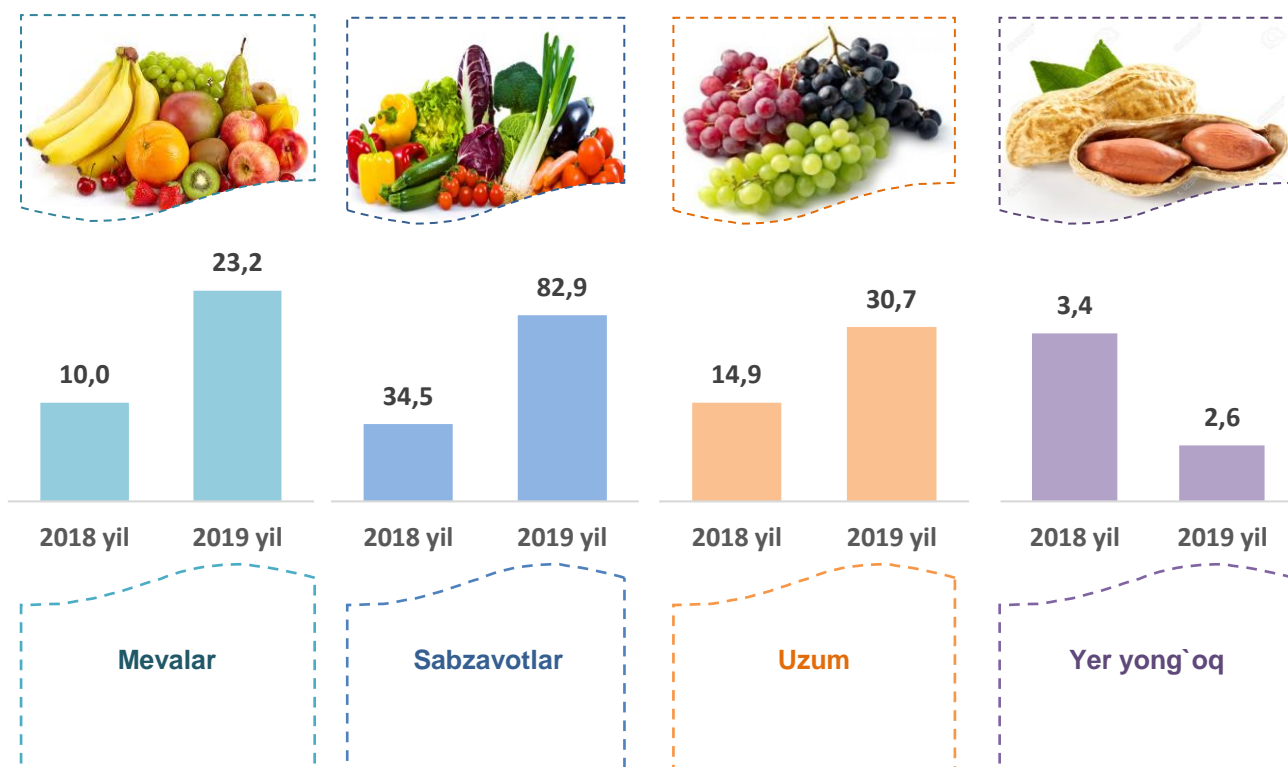 23,2
10,0
2018 yil 2019 yil
Mevalar
82,9
34,5
2018 yil 2019 yil
Sabzavotlar
30,7
14,9
2018 yil 2019 yil
Uzum
3,4
2,6
2018 yil 2019 yil
Yer yong`oq